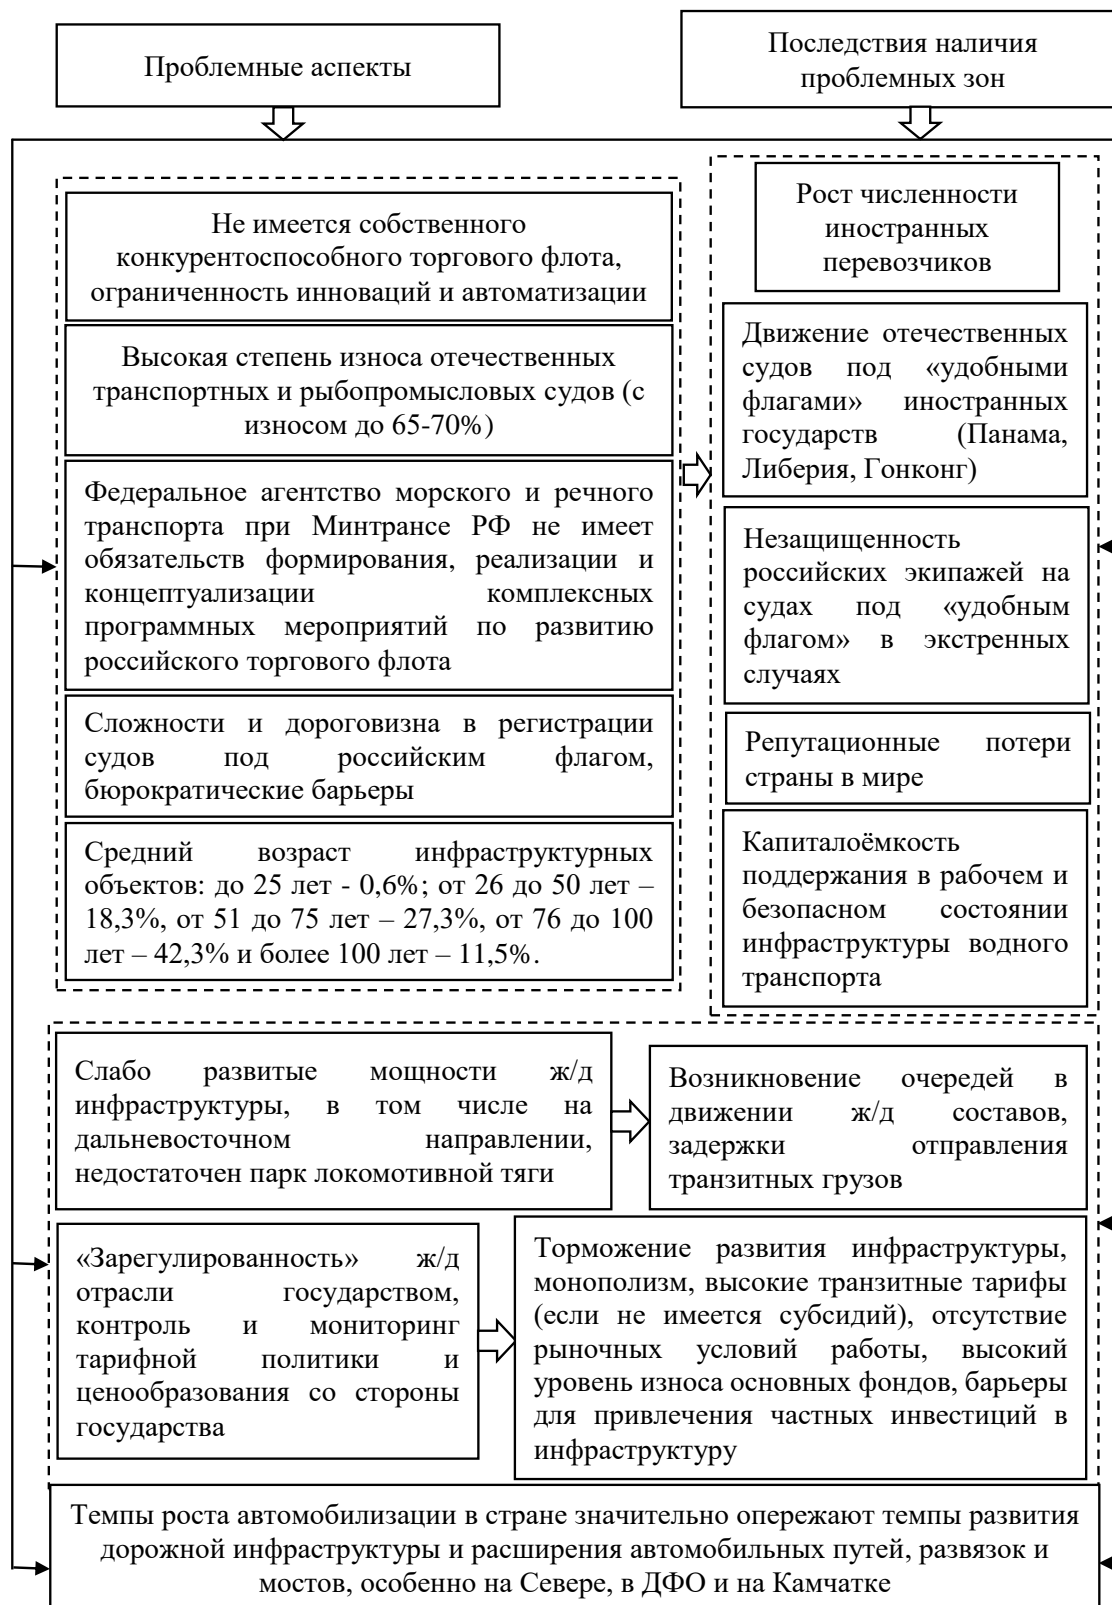 Проблемные аспекты
Последствия наличия
проблемных зон
Не имеется собственного
конкурентоспособного торгового флота,
ограниченность инноваций и автоматизации
Высокая степень износа отечественных
транспортных и рыбопромысловых судов (с
износом до 65-70%)
Федеральное агентство морского и речного
транспорта при Минтрансе РФ не имеет
обязательств формирования, реализации и
концептуализации комплексных
программных мероприятий по развитию
российского торгового флота
Сложности и дороговизна в регистрации
судов под российским флагом,
бюрократические барьеры
Средний возраст инфраструктурных
объектов: до 25 лет - 0,6%; от 26 до 50 лет –
18,3%, от 51 до 75 лет – 27,3%, от 76 до 100
лет – 42,3% и более 100 лет – 11,5%.
Рост численности
иностранных
перевозчиков
Движение отечественных
судов под «удобными
флагами» иностранных
государств (Панама,
Либерия, Гонконг)
Незащищенность
российских экипажей на
судах под «удобным
флагом» в экстренных
случаях
Репутационные потери
страны в мире
Капиталоёмкость
поддержания в рабочем и
безопасном состоянии
инфраструктуры водного
транспорта
Слабо развитые мощности ж/д
инфраструктуры, в том числе на
дальневосточном направлении,
недостаточен парк локомотивной тяги
Возникновение очередей в
движении ж/д составов,
задержки отправления
транзитных грузов
«Зарегулированность» ж/д
отрасли государством,
контроль и мониторинг
тарифной политики и
ценообразования со стороны
государства
Торможение развития инфраструктуры,
монополизм, высокие транзитные тарифы
(если не имеется субсидий), отсутствие
рыночных условий работы, высокий
уровень износа основных фондов, барьеры
для привлечения частных инвестиций в
инфраструктуру
Темпы роста автомобилизации в стране значительно опережают темпы развития
дорожной инфраструктуры и расширения автомобильных путей, развязок и
мостов, особенно на Севере, в ДФО и на Камчатке